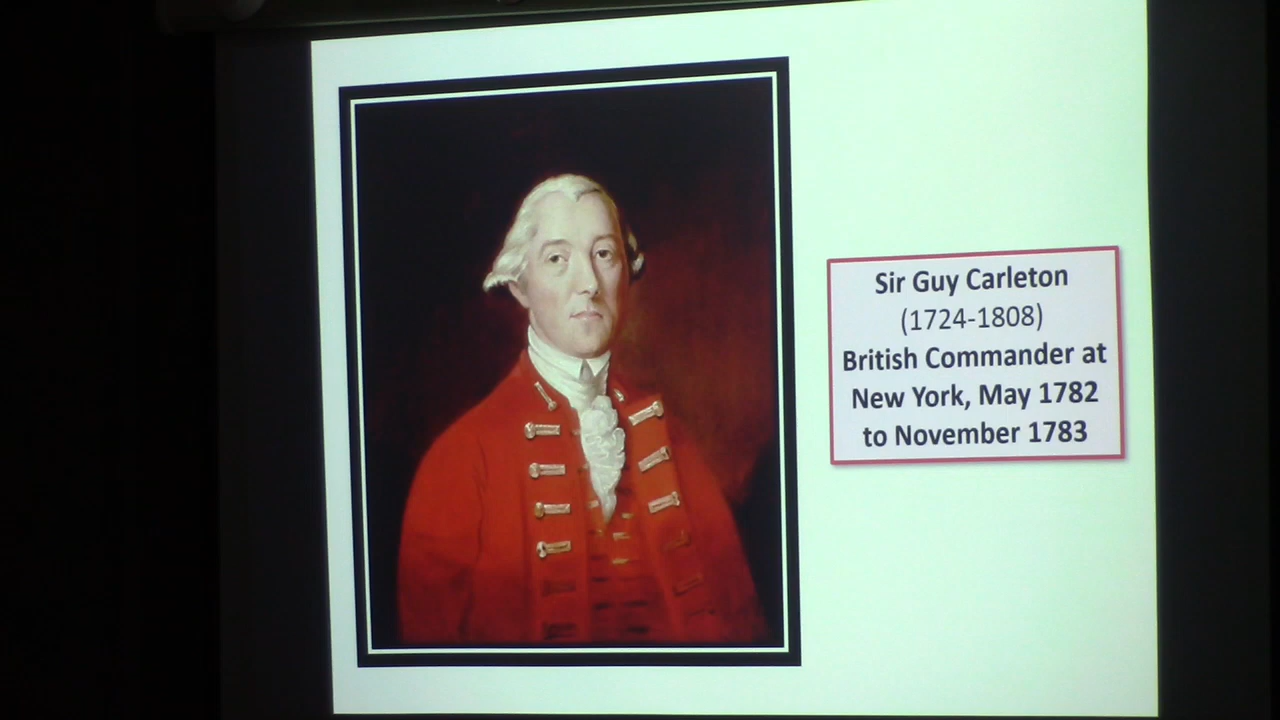 Sir Guy Carleton
(1724-1808)
British Commander at
New York, May 1782
to November 1783